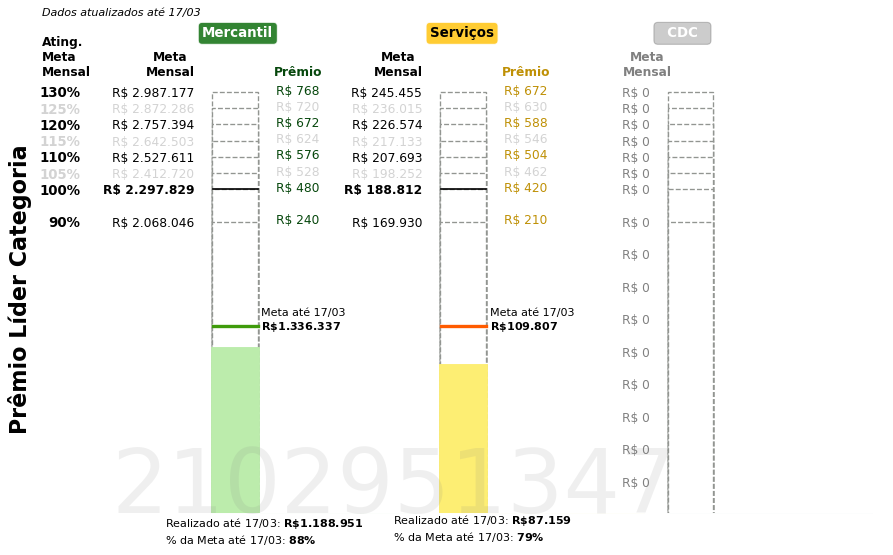 Dados atualizados até 17/03
Mercantil Serviços CDC
Ating. Meta Mensal Meta Mensal Prêmio Meta Mensal Prêmio Meta Mensal
130% R$ 2.987.177 R$ 768 R$ 245.455 R$ 672 R$ 0
125% R$ 2.872.286 R$ 720 R$ 236.015 R$ 630 R$ 0
120% R$ 2.757.394 R$ 672 R$ 226.574 R$ 588 R$ 0
115% R$ 2.642.503 R$ 624 R$ 217.133 R$ 546 R$ 0
110% R$ 2.527.611 R$ 576 R$ 207.693 R$ 504 R$ 0
105% R$ 2.412.720 R$ 528 R$ 198.252 R$ 462 R$ 0
100% R$ 2.297.829 R$ 480 R$ 188.812 R$ 420 R$ 0
90% R$ 2.068.046 R$ 240 R$ 169.930 R$ 210 R$ 0
R$ 0
R$ 0
Meta até 17/03 Meta até 17/03
R$1.336.337 R$109.807 R$ 0
R$ 0
R$ 0
R$ 0
R$ 0
R$ 0
Prêmio Líder Categoria
2102951347
Realizado até 17/03: R$1.188.951 Realizado até 17/03: R$87.159
% da Meta até 17/03: 88% % da Meta até 17/03: 79%